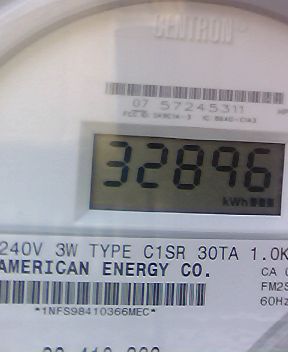 CENTRON®
07 57245311
32896
kWh
240V 3W TYPE C1SR 30TA 1.0K
AMERICAN ENERGY CO.
CA
FM2S
60Hz
*1NFS98410366MEC*